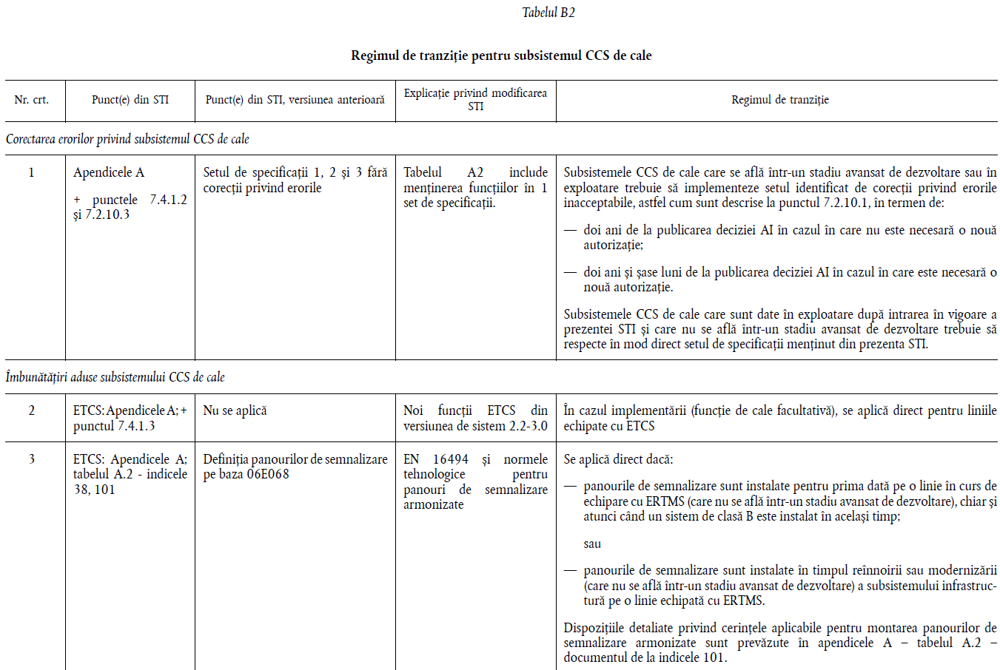 Tabelul B2
Regimul de tranziție pentru subsistemul CCS de cale
Nr. crt.
Punct(e) din STI
Punct(e) din STI, versiunea anterioară
Explicație privind modificarea
STI
Regimul de tranziție
Corectarea erorilor privind subsistemul CCS de cale
1
Apendicele A
+ punctele 7.4.1.2
și 7.2.10.3
Setul de specificații 1, 2 și 3 fără
corecții privind erorile
Tabelul A2 include
menținerea funcțiilor în 1
set de specificații.
Subsistemele CCS de cale care se află într-un stadiu avansat de dezvoltare sau în
exploatare trebuie să implementeze setul identificat de corecții privind erorile
inacceptabile, astfel cum sunt descrise la punctul 7.2.10.1, în termen de:
— doi ani de la publicarea deciziei AI în cazul în care nu este necesară o nouă
autorizație;
— doi ani și șase luni de la publicarea deciziei AI în cazul în care este necesară o
nouă autorizație.
Subsistemele CCS de cale care sunt date în exploatare după intrarea în vigoare a
prezentei STI și care nu se află într-un stadiu avansat de dezvoltare trebuie să
respecte în mod direct setul de specificații menținut din prezenta STI.
Îmbunătățiri aduse subsistemului CCS de cale
2
ETCS: Apendicele A; +
punctul 7.4.1.3
Nu se aplică
Noi funcții ETCS din
versiunea de sistem 2.2-3.0
În cazul implementării (funcție de cale facultativă), se aplică direct pentru liniile
echipate cu ETCS
3
ETCS: Apendicele A;
tabelul A.2 - indicele
38, 101
Definiția panourilor de semnalizare
pe baza 06E068
EN 16494 și normele
tehnologice pentru
panouri de semnalizare
armonizate
Se aplică direct dacă:
— panourile de semnalizare sunt instalate pentru prima dată pe o linie în curs de
echipare cu ERTMS (care nu se află într-un stadiu avansat de dezvoltare), chiar și
atunci când un sistem de clasă B este instalat în același timp;
sau
— panourile de semnalizare sunt instalate în timpul reînnoirii sau modernizării
(care nu se află într-un stadiu avansat de dezvoltare) a subsistemului infrastruc-
tură pe o linie echipată cu ERTMS.
Dispozițiile detaliate privind cerințele aplicabile pentru montarea panourilor de
semnalizare armonizate sunt prevăzute în apendicele A – tabelul A.2 –
documentul de la indicele 101.